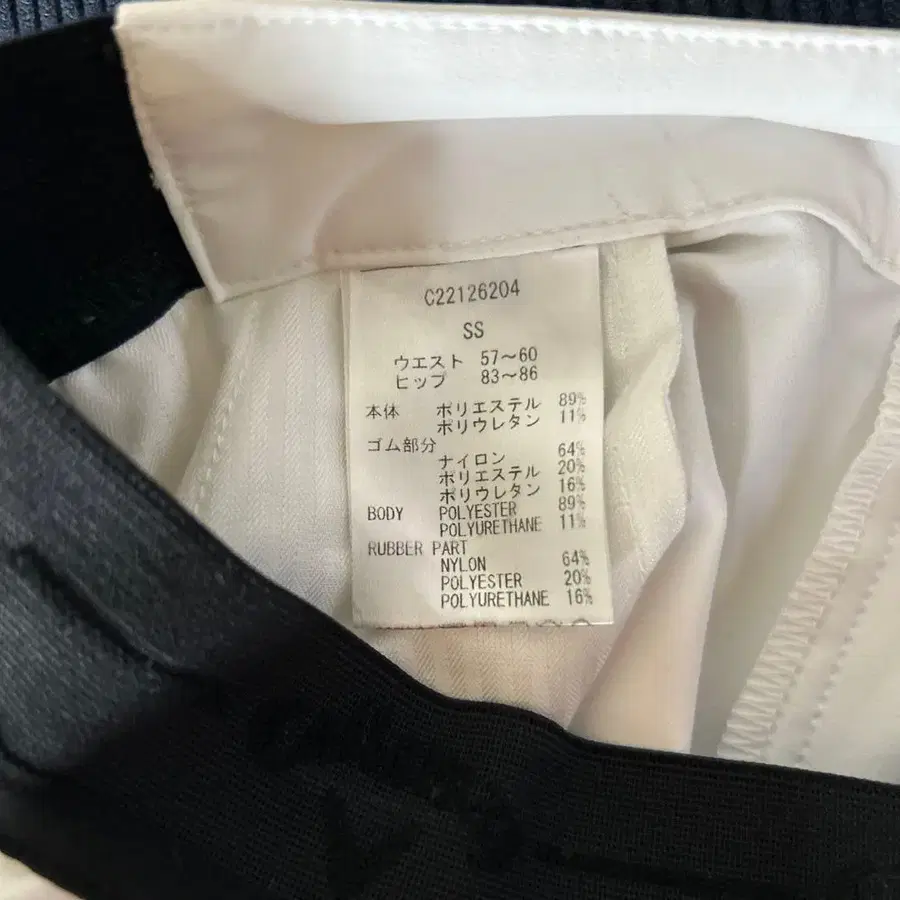 C22126204
SS
ウエスト 57～60
ヒップ 83～86
本体 ポリエステル 89%
ポリウレタン 11%
ゴム部分
ナイロン 64%
ポリエステル 20%
ポリウレタン 16%
BODY POLYESTER 89%
POLYURETHANE 11%
RUBBER PART
NYLON 64%
POLYESTER 20%
POLYURETHANE 16%